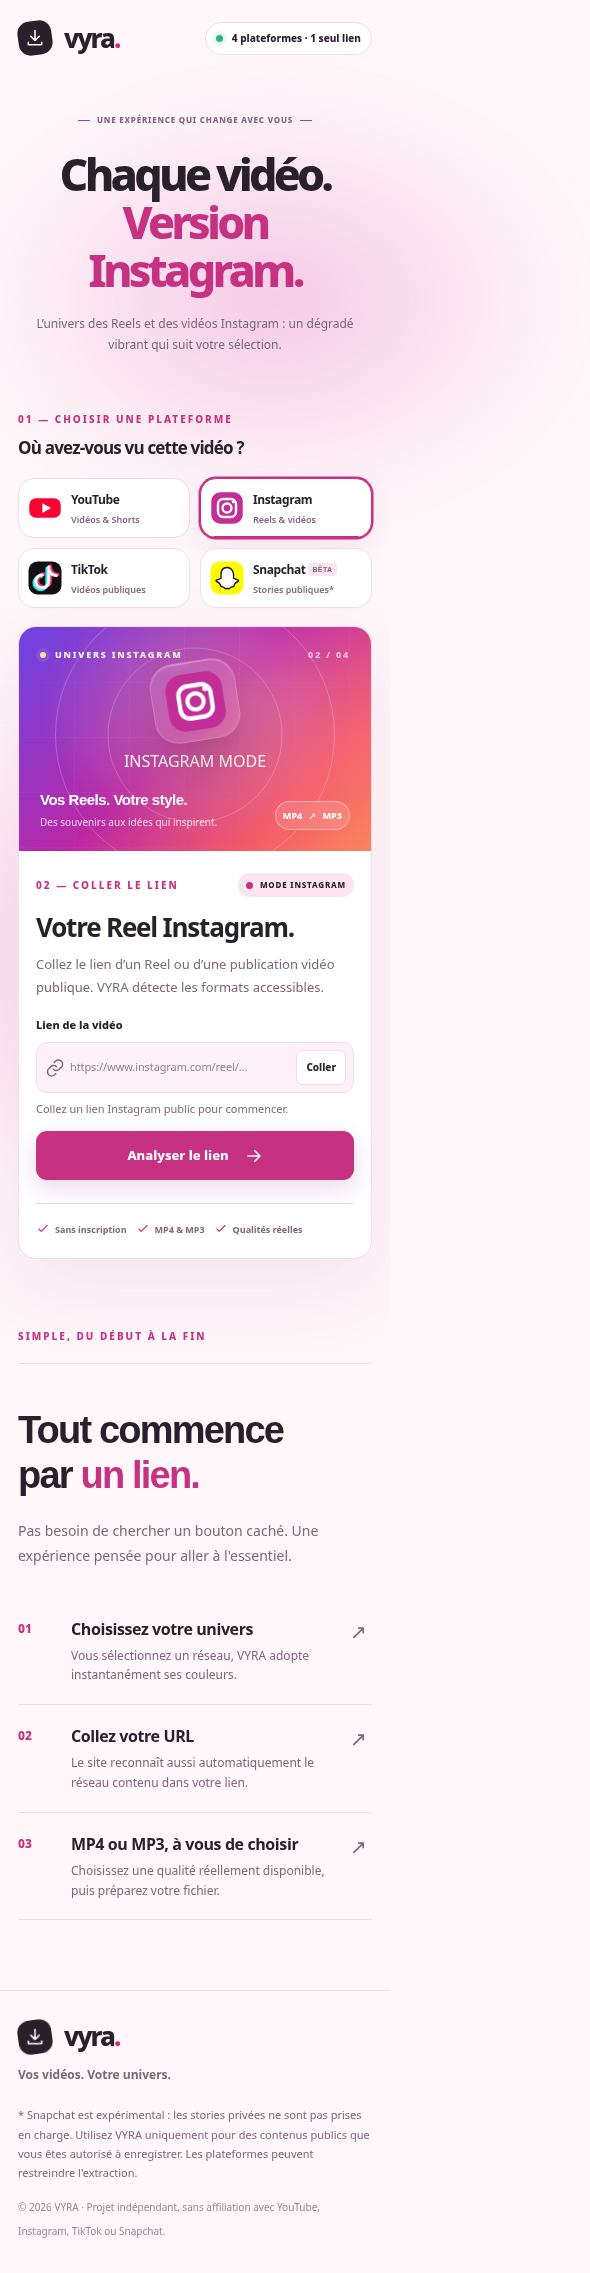 vyra.
4 plateformes · 1 seul lien
UNE EXPÉRIENCE QUI CHANGE AVEC VOUS
Chaque vidéo.
Version
Instagram.
L'univers des Reels et des vidéos Instagram : un dégradé
vibrant qui suit votre sélection.
01 — CHOISIR UNE PLATEFORME
Où avez-vous vu cette vidéo ?
YouTube
Vidéos & Shorts
Instagram
Reels & vidéos
TikTok
Vidéos publiques
Snapchat BÊTA
Stories publiques*
UNIVERS INSTAGRAM
02 / 04
INSTAGRAM MODE
Vos Reels. Votre style.
Des souvenirs aux idées qui inspirent.
MP4 ↗ MP3
02 — COLLER LE LIEN
MODE INSTAGRAM
Votre Reel Instagram.
Collez le lien d’un Reel ou d’une publication vidéo
publique. VYRA détecte les formats accessibles.
Lien de la vidéo
https://www.instagram.com/reel/...
Coller
Collez un lien Instagram public pour commencer.
Analyser le lien →
Sans inscription
MP4 & MP3
Qualités réelles
SIMPLE, DU DÉBUT À LA FIN
Tout commence
par un lien.
Pas besoin de chercher un bouton caché. Une
expérience pensée pour aller à l'essentiel.
01
Choisissez votre univers
↗
Vous sélectionnez un réseau, VYRA adopte
instantanément ses couleurs.
02
Collez votre URL
↗
Le site reconnaît aussi automatiquement le
réseau contenu dans votre lien.
03
MP4 ou MP3, à vous de choisir
↗
Choisissez une qualité réellement disponible,
puis préparez votre fichier.
vyra.
Vos vidéos. Votre univers.
* Snapchat est expérimental : les stories privées ne sont pas prises
en charge. Utilisez VYRA uniquement pour des contenus publics que
vous êtes autorisé à enregistrer. Les plateformes peuvent
restreindre l'extraction.
© 2026 VYRA · Projet indépendant, sans affiliation avec YouTube,
Instagram, TikTok ou Snapchat.